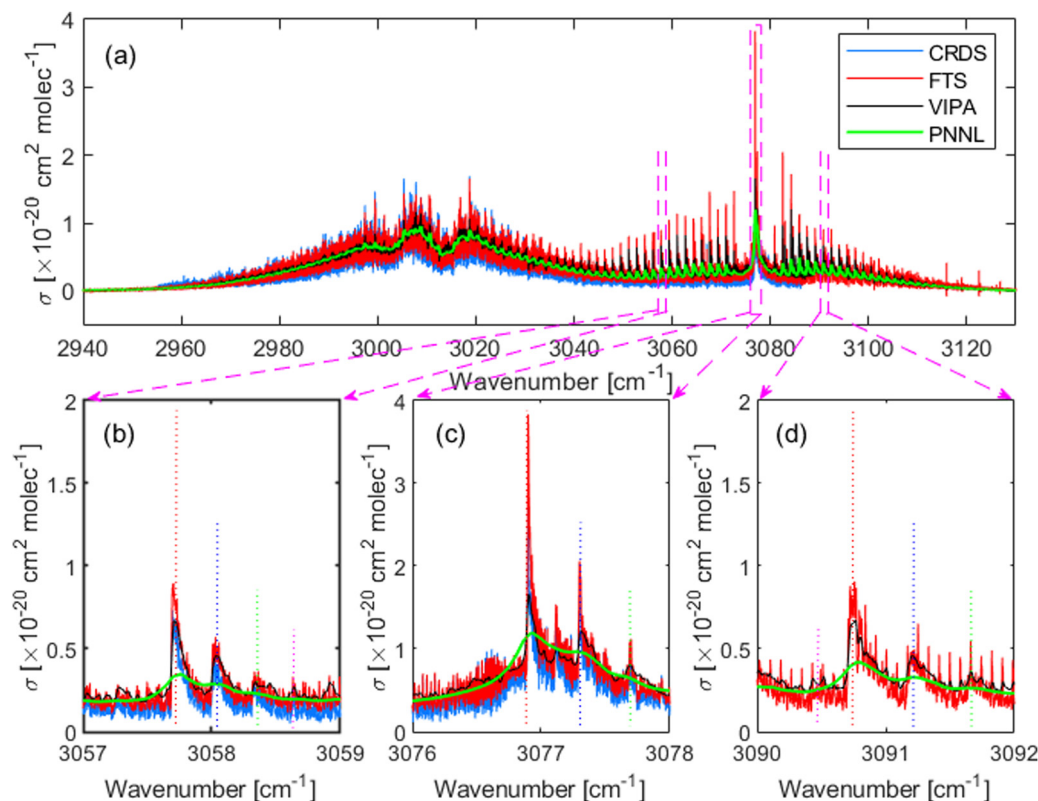 (a)
CRDS
FTS
VIPA
PNNL
σ [×10⁻²⁰ cm² molec⁻¹]
4
3
2
1
0
2940 2960 2980 3000 3020 3040 3060 3080 3100 3120
Wavenumber [cm⁻¹]
(b)
σ [×10⁻²⁰ cm² molec⁻¹]
2
1.5
1
0.5
0
3057 3058 3059
Wavenumber [cm⁻¹]
(c)
σ [×10⁻²⁰ cm² molec⁻¹]
4
3
2
1
0
3076 3077 3078
Wavenumber [cm⁻¹]
(d)
σ [×10⁻²⁰ cm² molec⁻¹]
2
1.5
1
0.5
0
3090 3091 3092
Wavenumber [cm⁻¹]